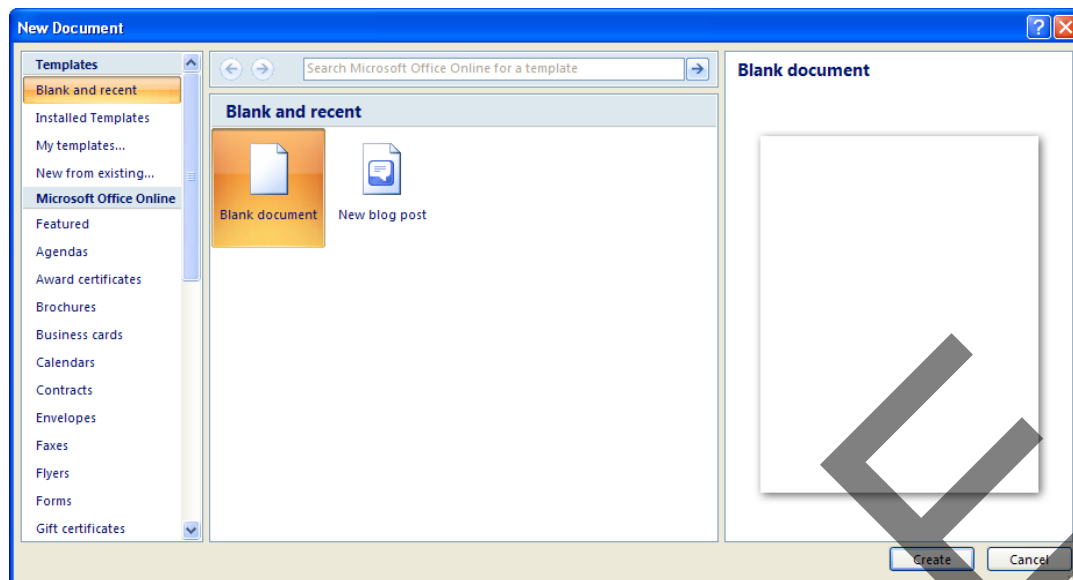 New Document
Templates
Blank and recent
Installed Templates
My templates...
New from existing...
Microsoft Office Online
Featured
Agendas
Award certificates
Brochures
Business cards
Calendars
Contracts
Envelopes
Faxes
Flyers
Forms
Gift certificates
Search Microsoft Office Online for a template
Blank and recent
Blank document
New blog post
Blank document
Create
Cancel